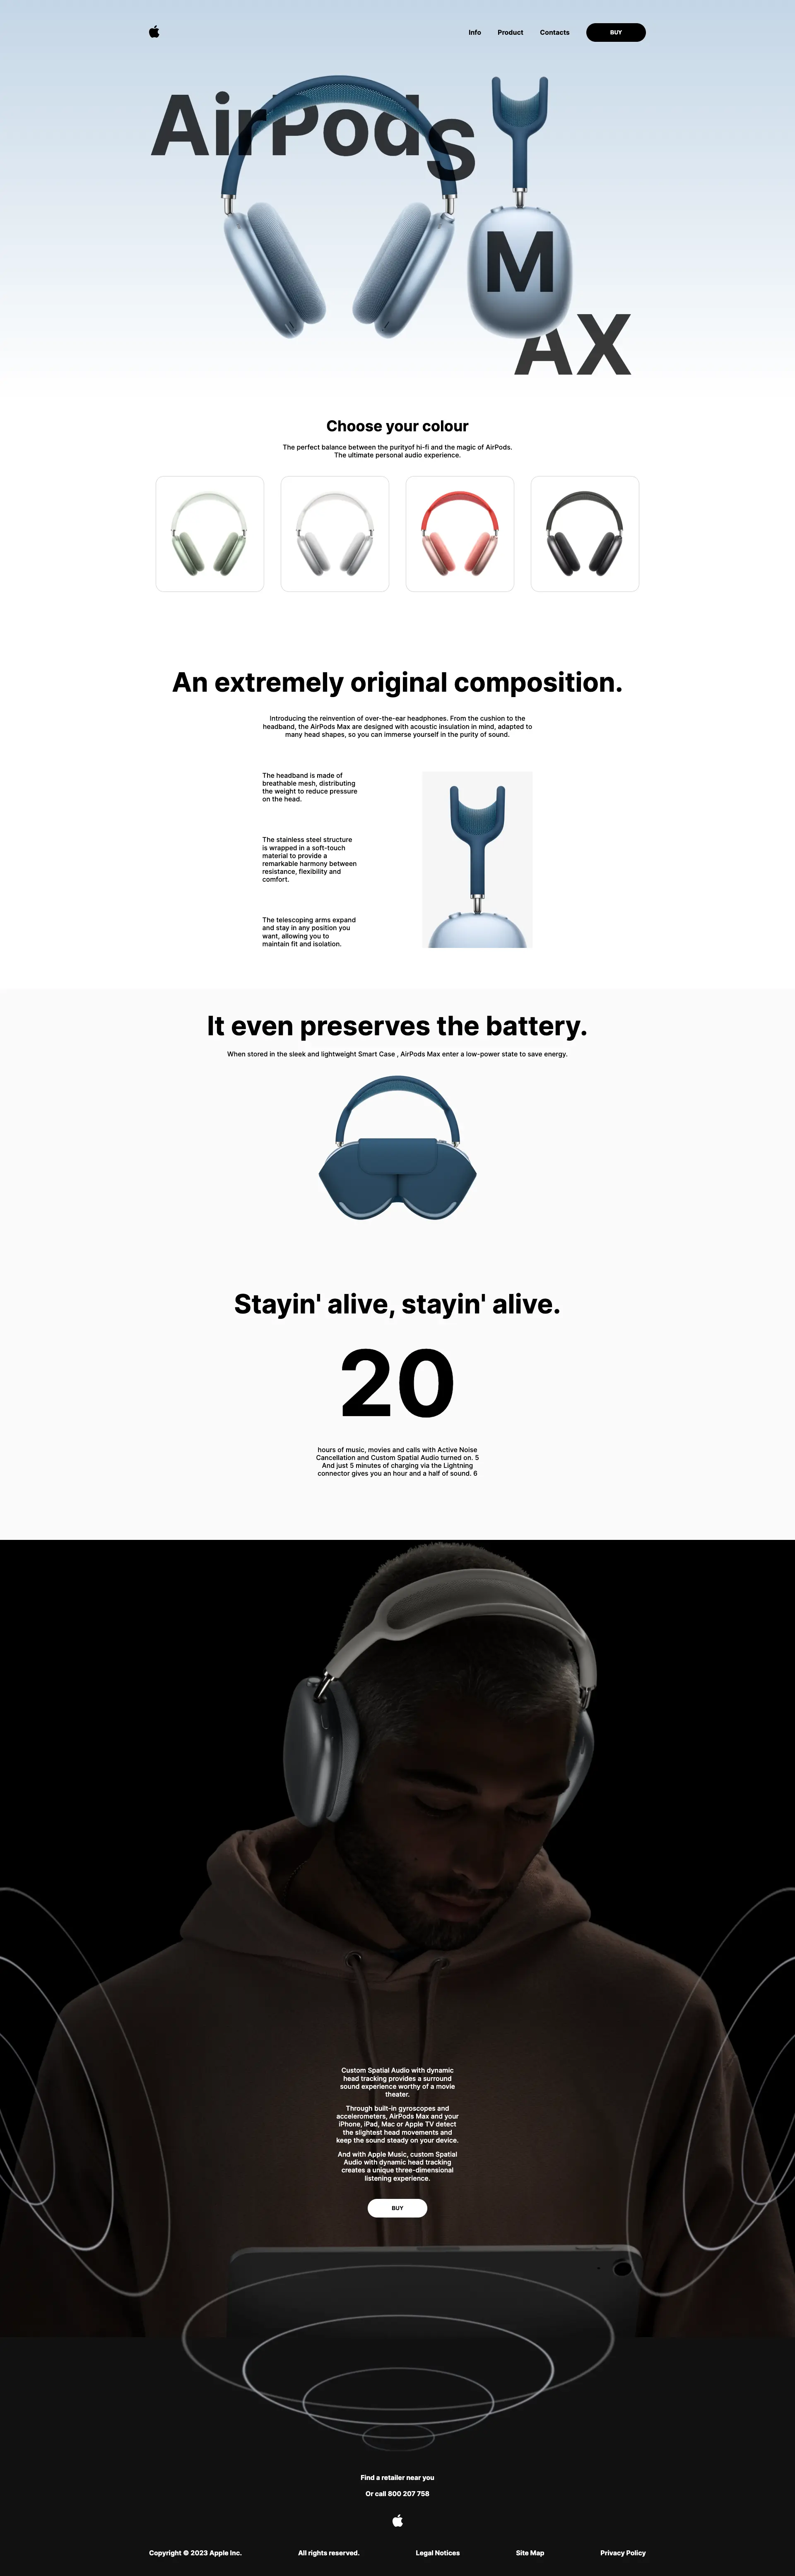 Info Product Contacts BUY
AirPods
M
AX
Choose your colour
The perfect balance between the purityof hi-fi and the magic of AirPods.
The ultimate personal audio experience.
An extremely original composition.
Introducing the reinvention of over-the-ear headphones. From the cushion to the
headband, the AirPods Max are designed with acoustic insulation in mind, adapted to
many head shapes, so you can immerse yourself in the purity of sound.
The headband is made of
breathable mesh, distributing
the weight to reduce pressure
on the head.
The stainless steel structure
is wrapped in a soft-touch
material to provide a
remarkable harmony between
resistance, flexibility and
comfort.
The telescoping arms expand
and stay in any position you
want, allowing you to
maintain fit and isolation.
It even preserves the battery.
When stored in the sleek and lightweight Smart Case , AirPods Max enter a low-power state to save energy.
Stayin' alive, stayin' alive.
20
hours of music, movies and calls with Active Noise
Cancellation and Custom Spatial Audio turned on. 5
And just 5 minutes of charging via the Lightning
connector gives you an hour and a half of sound. 6
Custom Spatial Audio with dynamic
head tracking provides a surround
sound experience worthy of a movie
theater.
Through built-in gyroscopes and
accelerometers, AirPods Max and your
iPhone, iPad, Mac or Apple TV detect
the slightest head movements and
keep the sound steady on your device.
And with Apple Music, custom Spatial
Audio with dynamic head tracking
creates a unique three-dimensional
listening experience.
BUY
Find a retailer near you
Or call 800 207 758
Copyright © 2023 Apple Inc. All rights reserved. Legal Notices Site Map Privacy Policy